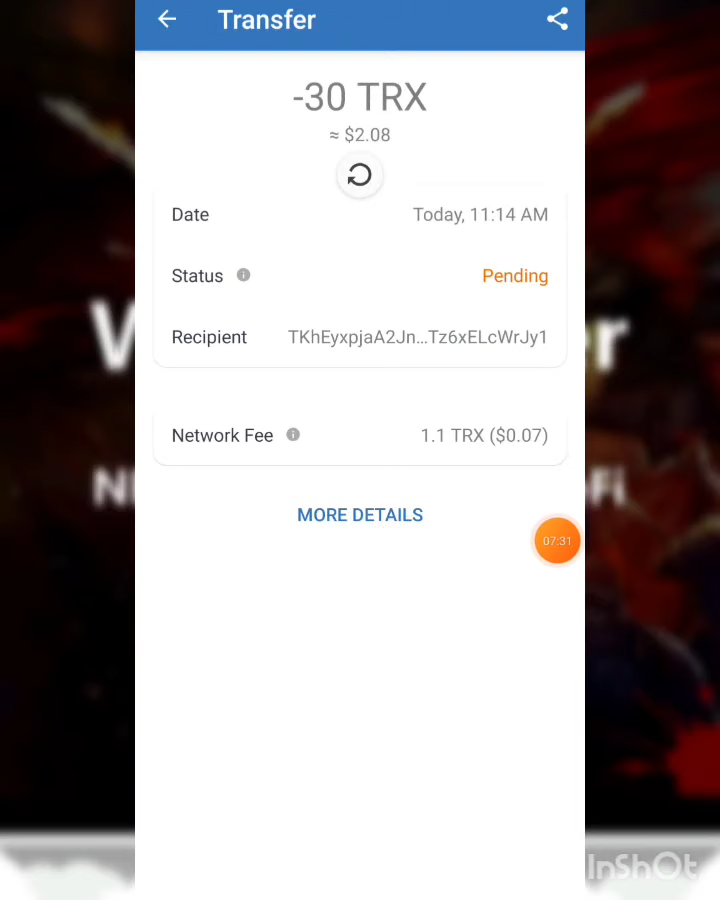 Transfer
-30 TRX
≈ $2.08
Date Today, 11:14 AM
Status Pending
Recipient TKhEyxpjaA2Jn...Tz6xELcWrJy1
Network Fee 1.1 TRX ($0.07)
MORE DETAILS
07:31
InShOt